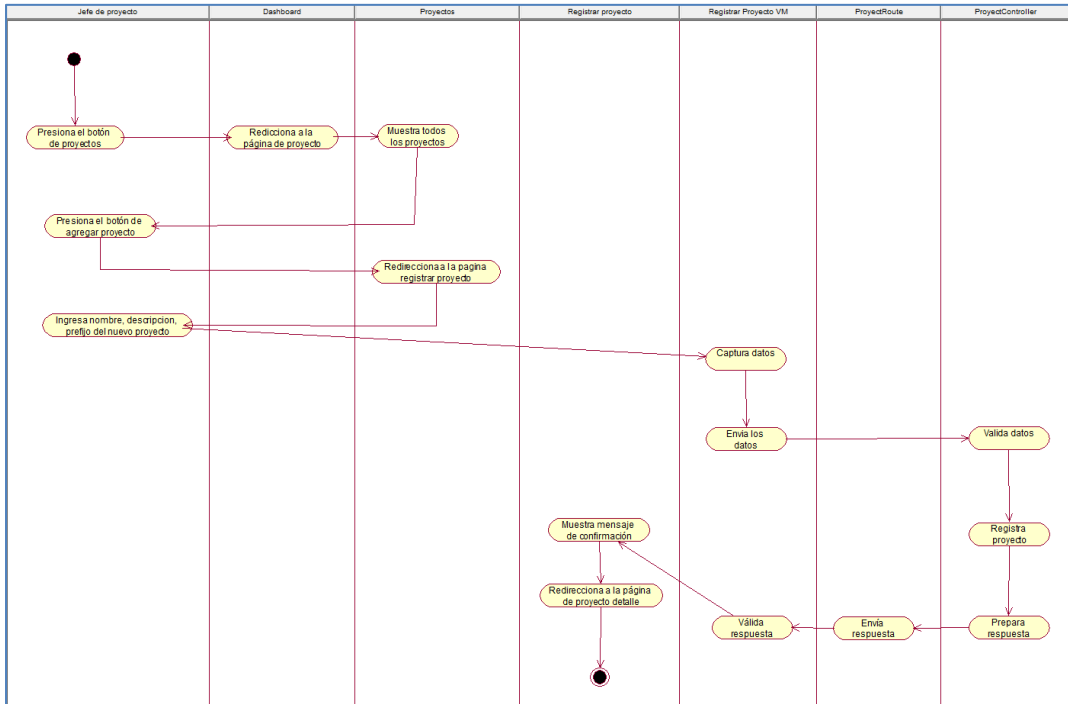 Jefe de proyecto
Dashboard
Proyectos
Registrar proyecto
Registrar Proyecto VM
ProyectRoute
ProyectController
Presiona el botón
de proyectos
Redicciona a la
página de proyecto
Muestra todos
los proyectos
Presiona el botón de
agregar proyecto
Redirecciona a la pagina
registrar proyecto
Ingresa nombre, descripcion,
prefijo del nuevo proyecto
Captura datos
Envia los
datos
Valida datos
Muestra mensaje
de confirmación
Registra
proyecto
Redirecciona a la página
de proyecto detalle
Válida
respuesta
Envía
respuesta
Prepara
respuesta